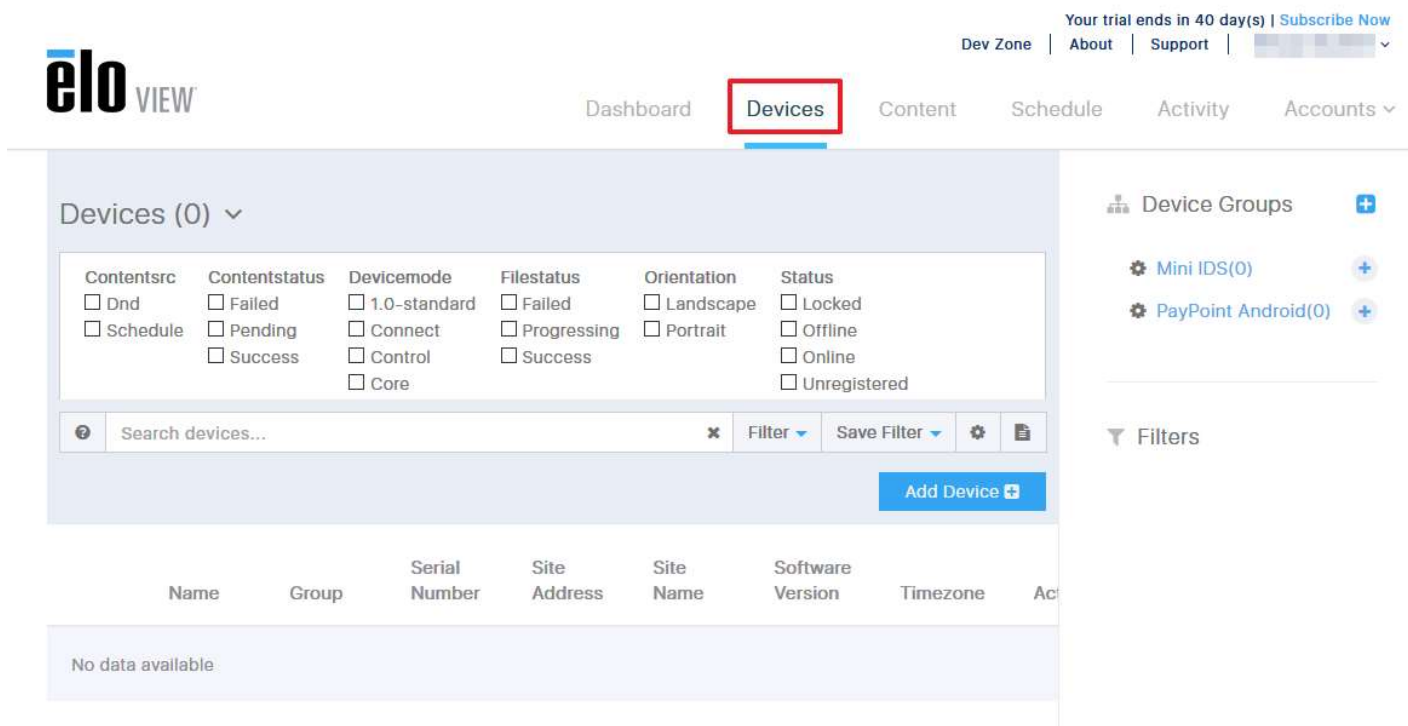 Your trial ends in 40 day(s) | Subscribe Now
Dev Zone | About | Support |
ēlo VIEW
Dashboard Devices Content Schedule Activity Accounts
Devices (0)
Contentsrc Contentstatus Devicemode Filestatus Orientation Status
Dnd Failed 1.0-standard Failed Landscape Locked
Schedule Pending Connect Progressing Portrait Offline
Success Control Success Online
Core Unregistered
Search devices... Filter Save Filter
Add Device
Name Group Serial Number Site Address Site Name Software Version Timezone Act
No data available
Device Groups
Mini IDS(0)
PayPoint Android(0)
Filters